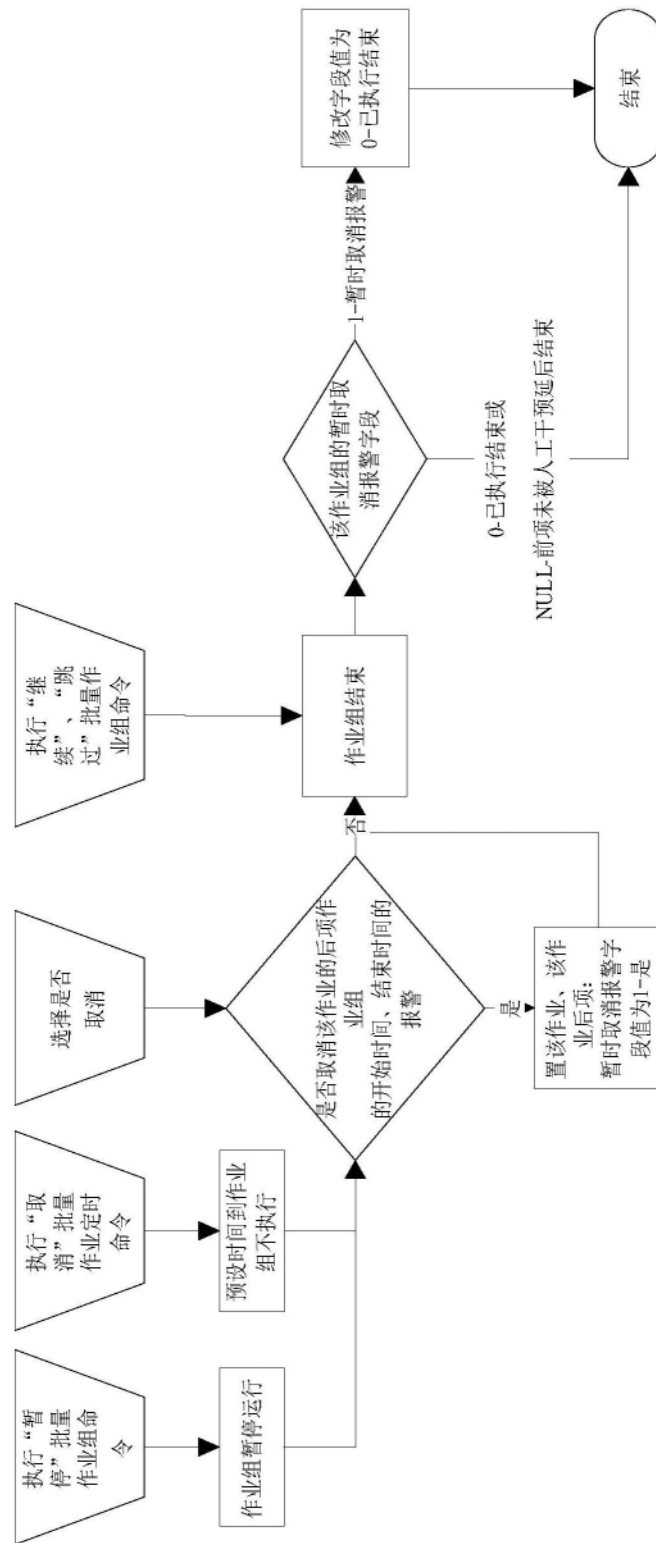 执行“暂
停”批量
作业组命
令
作业组暂停运行
执行“取
消”批量
作业定时
命令
预设时间到作业
组不执行
选择是否
取消
是否取消该作业的后项作
业组
的开始时间、结束时间的
报警
是
置该作业、该作
业后项:
暂时取消报警字
段值为1-是
否
执行“继
续”、“跳
过”批量作
业组命令
作业组结束
该作业组的暂时取
消报警字段
1-暂时取消报警
修改字段值为
0-已执行结束
0-已执行结束或
NULL-前项未被人工干预延后结束
结束